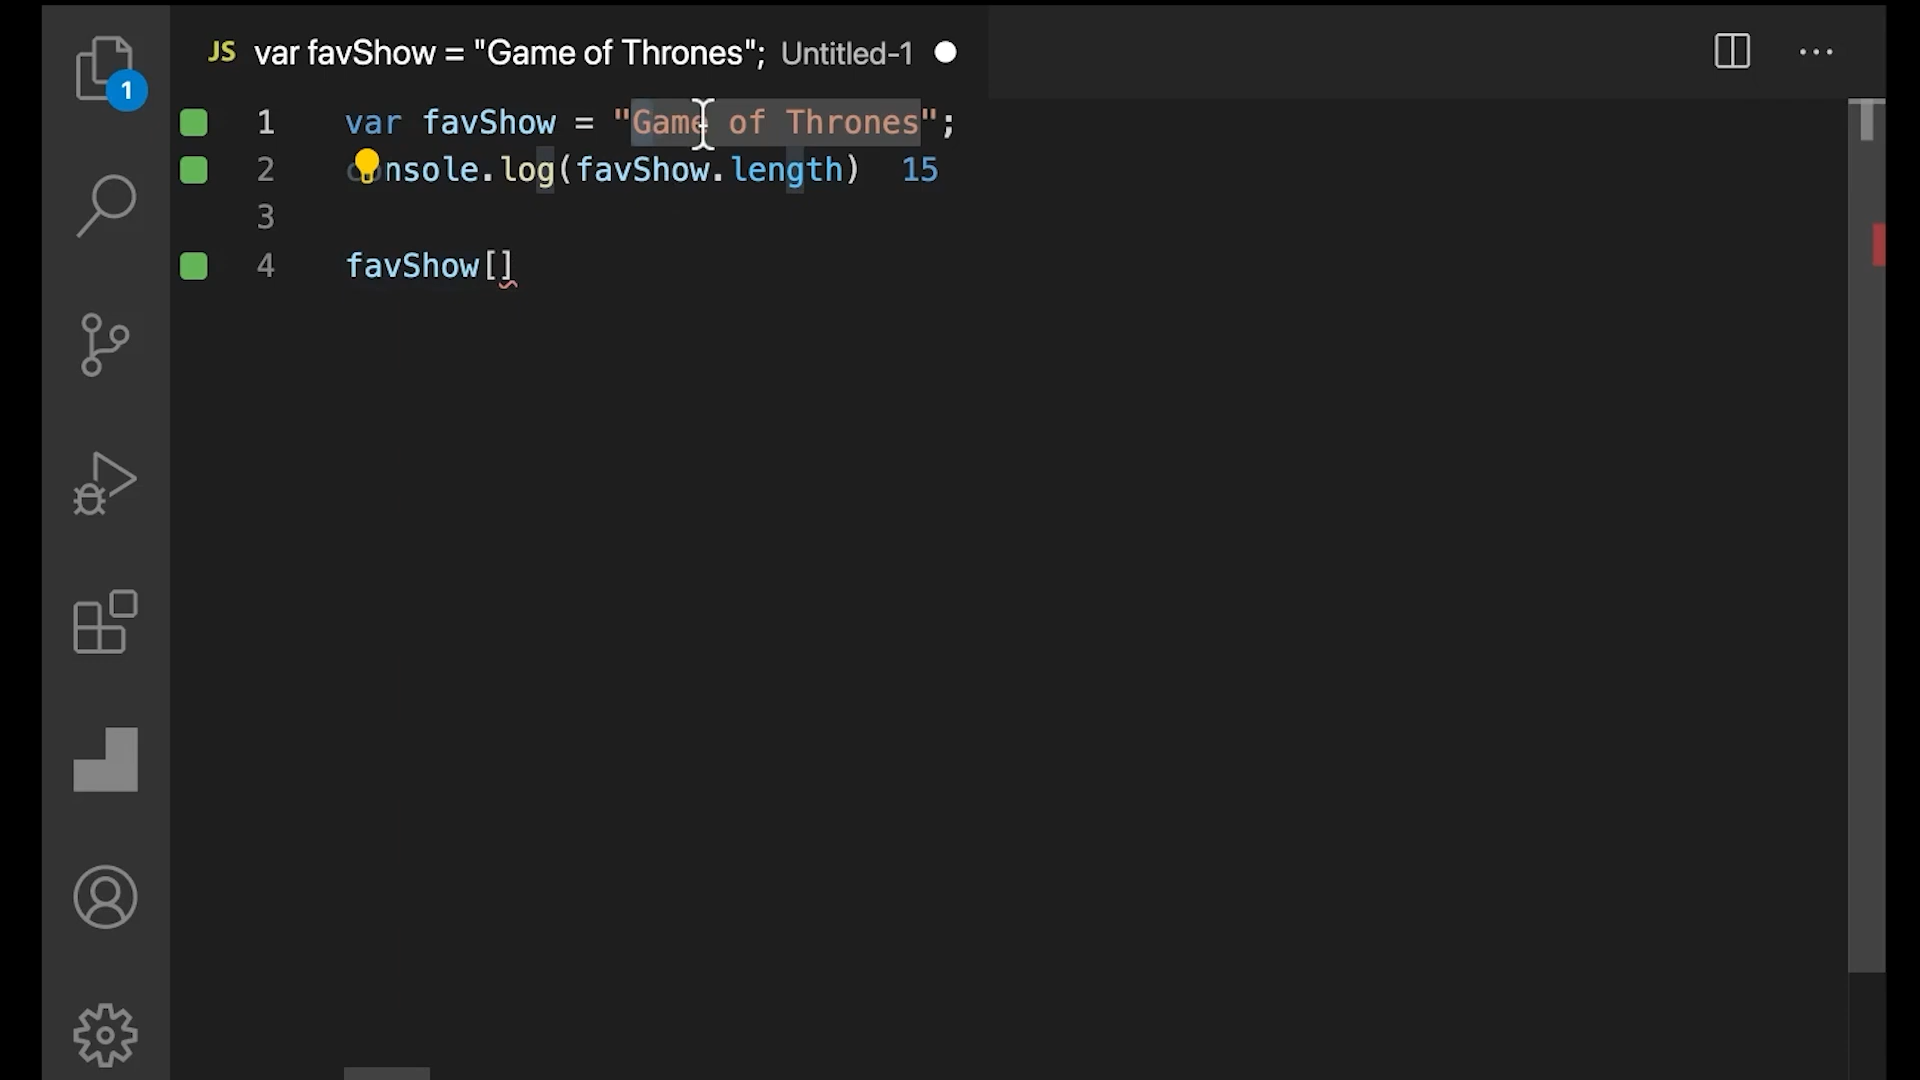 JS var favShow = "Game of Thrones"; Untitled-1
1
1 var favShow = "Game of Thrones";
2 console.log(favShow.length) 15
3
4 favShow[]